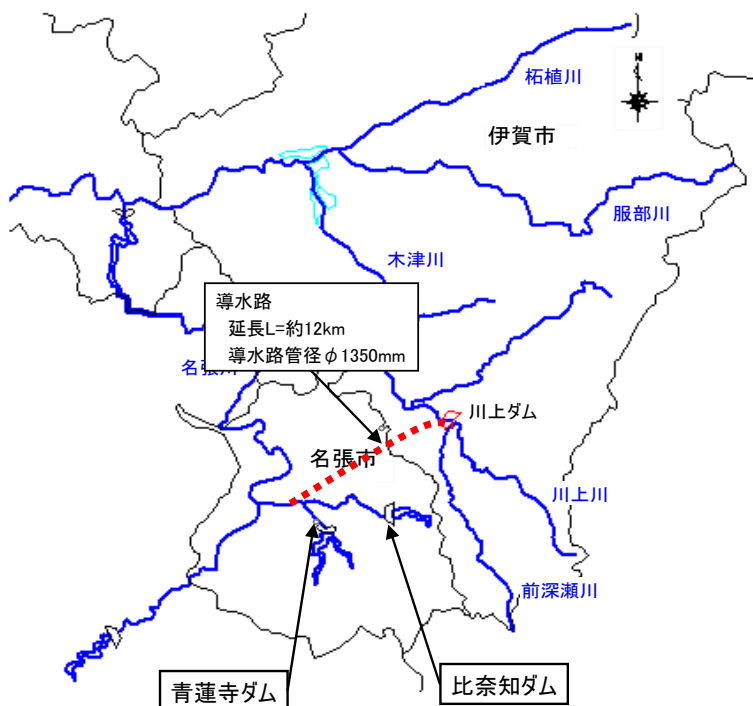 N
柘植川
伊賀市
服部川
木津川
導水路
延長L=約12km
導水路管径φ1350mm
名張川
川上ダム
名張市
川上川
前深瀬川
青蓮寺ダム
比奈知ダム